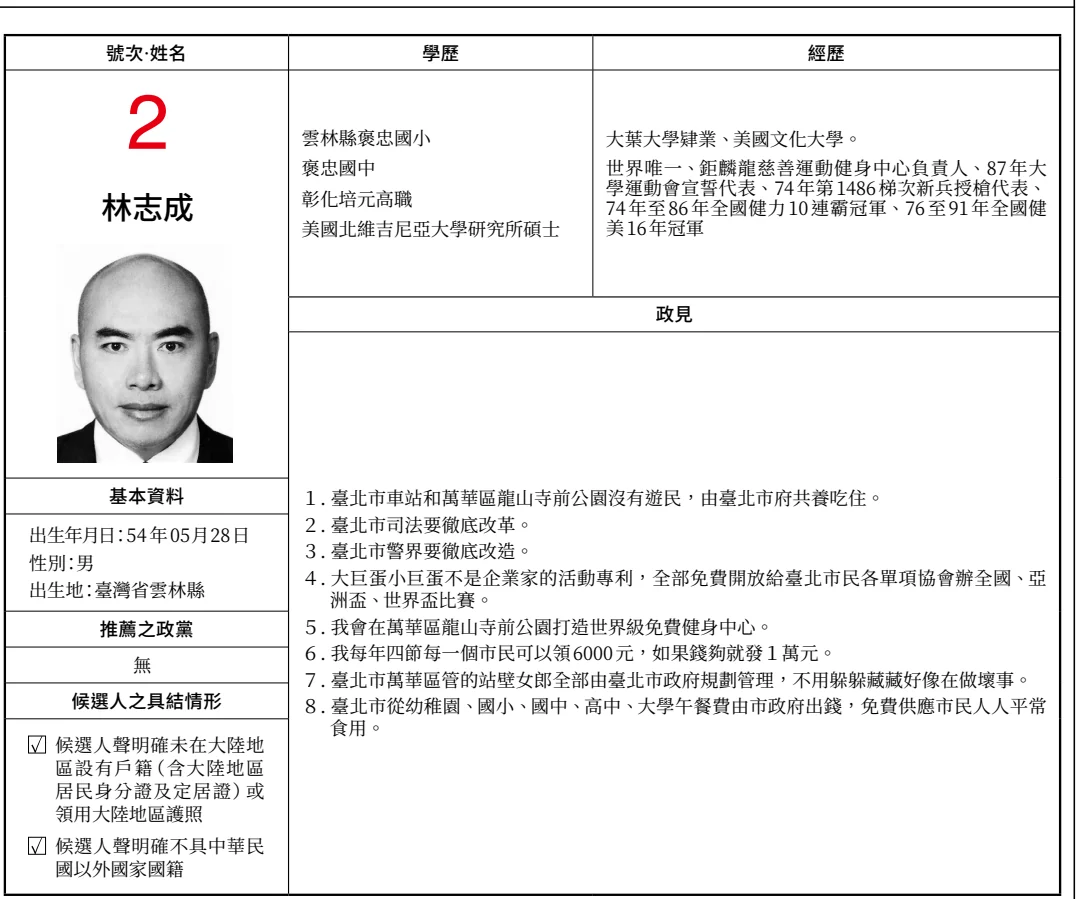 號次·姓名
2
林志成
基本資料
出生年月日:54年05月28日
性別:男
出生地:臺灣省雲林縣
推薦之政黨
無
候選人之具結情形
☑ 候選人聲明確未在大陸地
區設有戶籍(含大陸地區
居民身分證及定居證)或
領用大陸地區護照
☑ 候選人聲明確不具中華民
國以外國家國籍
學歷
雲林縣褒忠國小
褒忠國中
彰化培元高職
美國北維吉尼亞大學研究所碩士
經歷
大葉大學肄業、美國文化大學。
世界唯一、鉅麟龍慈善運動健身中心負責人、87年大
學運動會宣誓代表、74年第1486梯次新兵授槍代表、
74年至86年全國健力10連霸冠軍、76至91年全國健
美16年冠軍
政見
1.臺北市車站和萬華區龍山寺前公園沒有遊民,由臺北市府共養吃住。
2.臺北市司法要徹底改革。
3.臺北市警界要徹底改造。
4.大巨蛋小巨蛋不是企業家的活動專利,全部免費開放給臺北市民各單項協會辦全國、亞
洲盃、世界盃比賽。
5.我會在萬華區龍山寺前公園打造世界級免費健身中心。
6.我每年四節每一個市民可以領6000元,如果錢夠就發1萬元。
7.臺北市萬華區管的站壁女郎全部由臺北市政府規劃管理,不用躲躲藏藏好像在做壞事。
8.臺北市從幼稚園、國小、國中、高中、大學午餐費由市政府出錢,免費供應市民人人平常
食用。